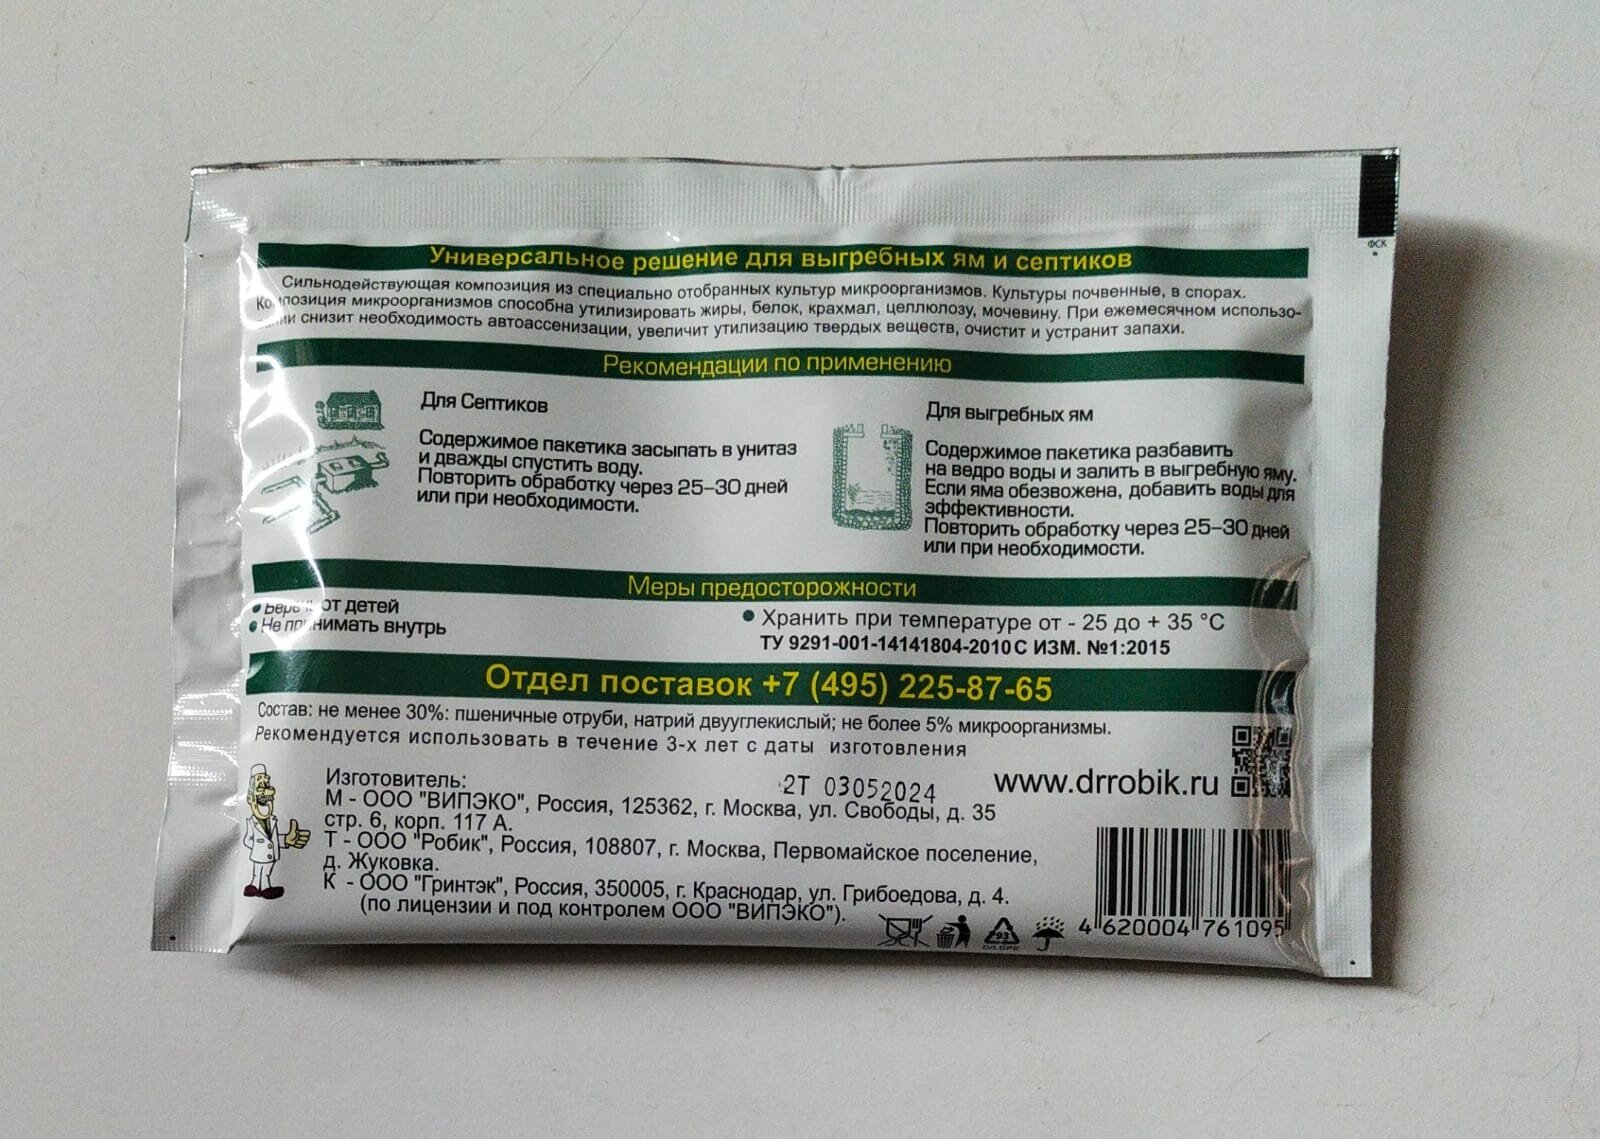 ФСК
Универсальное решение для выгребных ям и септиков
Сильнодействующая композиция из специально отобранных культур микроорганизмов. Культуры почвенные, в спорах.
Композиция микроорганизмов способна утилизировать жиры, белок, крахмал, целлюлозу, мочевину. При ежемесячном использо-
вании снизит необходимость автоассенизации, увеличит утилизацию твердых веществ, очистит и устранит запахи.
Рекомендации по применению
Для Септиков
Содержимое пакетика засыпать в унитаз
и дважды спустить воду.
Повторить обработку через 25–30 дней
или при необходимости.
Для выгребных ям
Содержимое пакетика разбавить
на ведро воды и залить в выгребную яму.
Если яма обезвожена, добавить воды для
эффективности.
Повторить обработку через 25–30 дней
или при необходимости.
Меры предосторожности
• Беречь от детей
• Не принимать внутрь
• Хранить при температуре от - 25 до + 35 °С
ТУ 9291-001-14141804-2010 С ИЗМ. №1:2015
Отдел поставок +7 (495) 225-87-65
Состав: не менее 30%: пшеничные отруби, натрий двууглекислый; не более 5% микроорганизмы.
Рекомендуется использовать в течение 3-х лет с даты изготовления
Изготовитель:
2Т 03052024
www.drrobik.ru
М - ООО "ВИПЭКО", Россия, 125362, г. Москва, ул. Свободы, д. 35
стр. 6, корп. 117 А.
Т - ООО "Робик", Россия, 108807, г. Москва, Первомайское поселение,
д. Жуковка.
К - ООО "Гринтэк", Россия, 350005, г. Краснодар, ул. Грибоедова, д. 4.
(по лицензии и под контролем ООО "ВИПЭКО").
93
C/LDPE
4 620004 761095